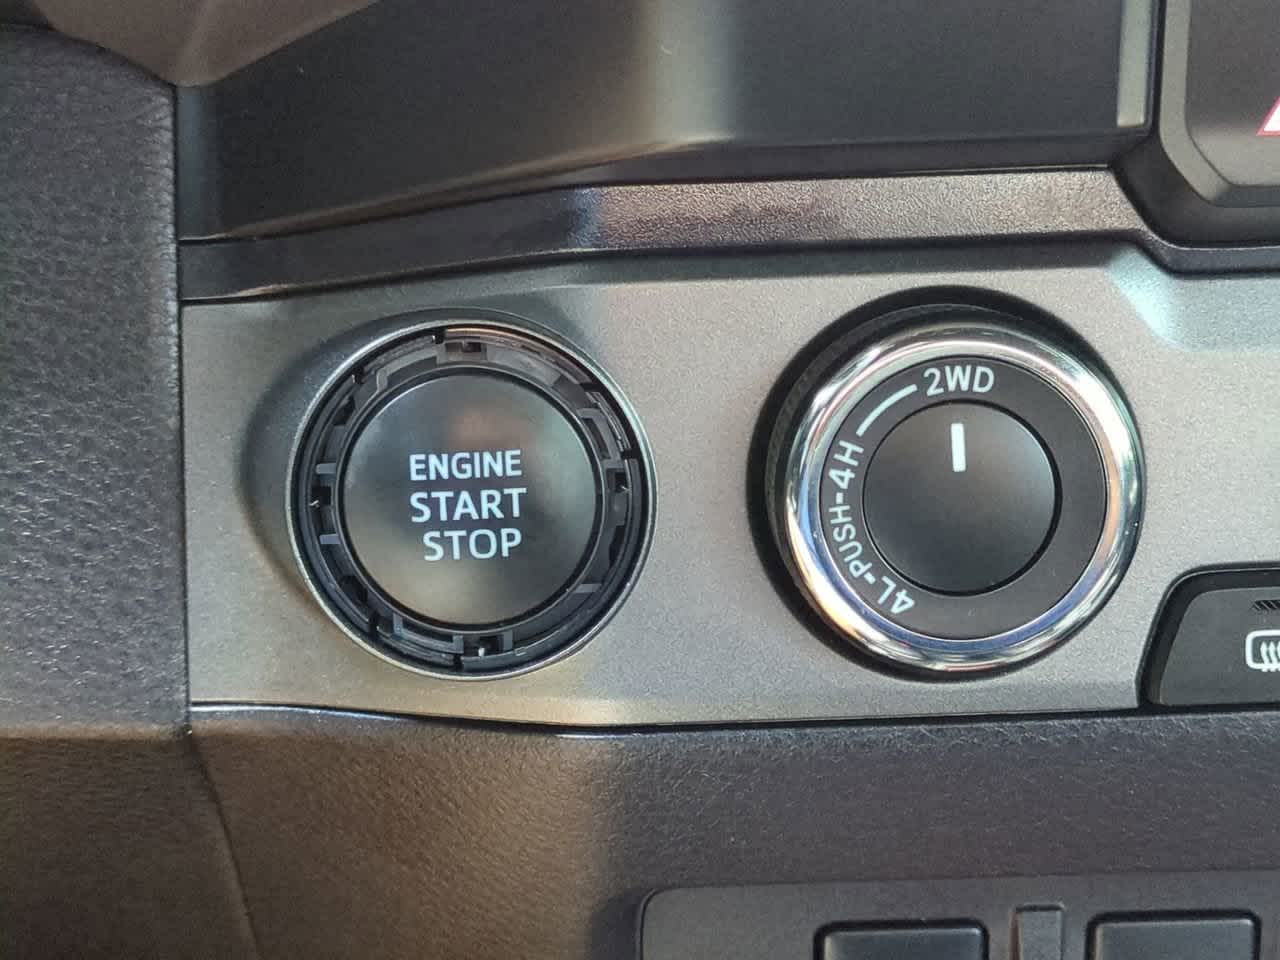 ENGINE
START
STOP
2WD
4L-PUSH-4H